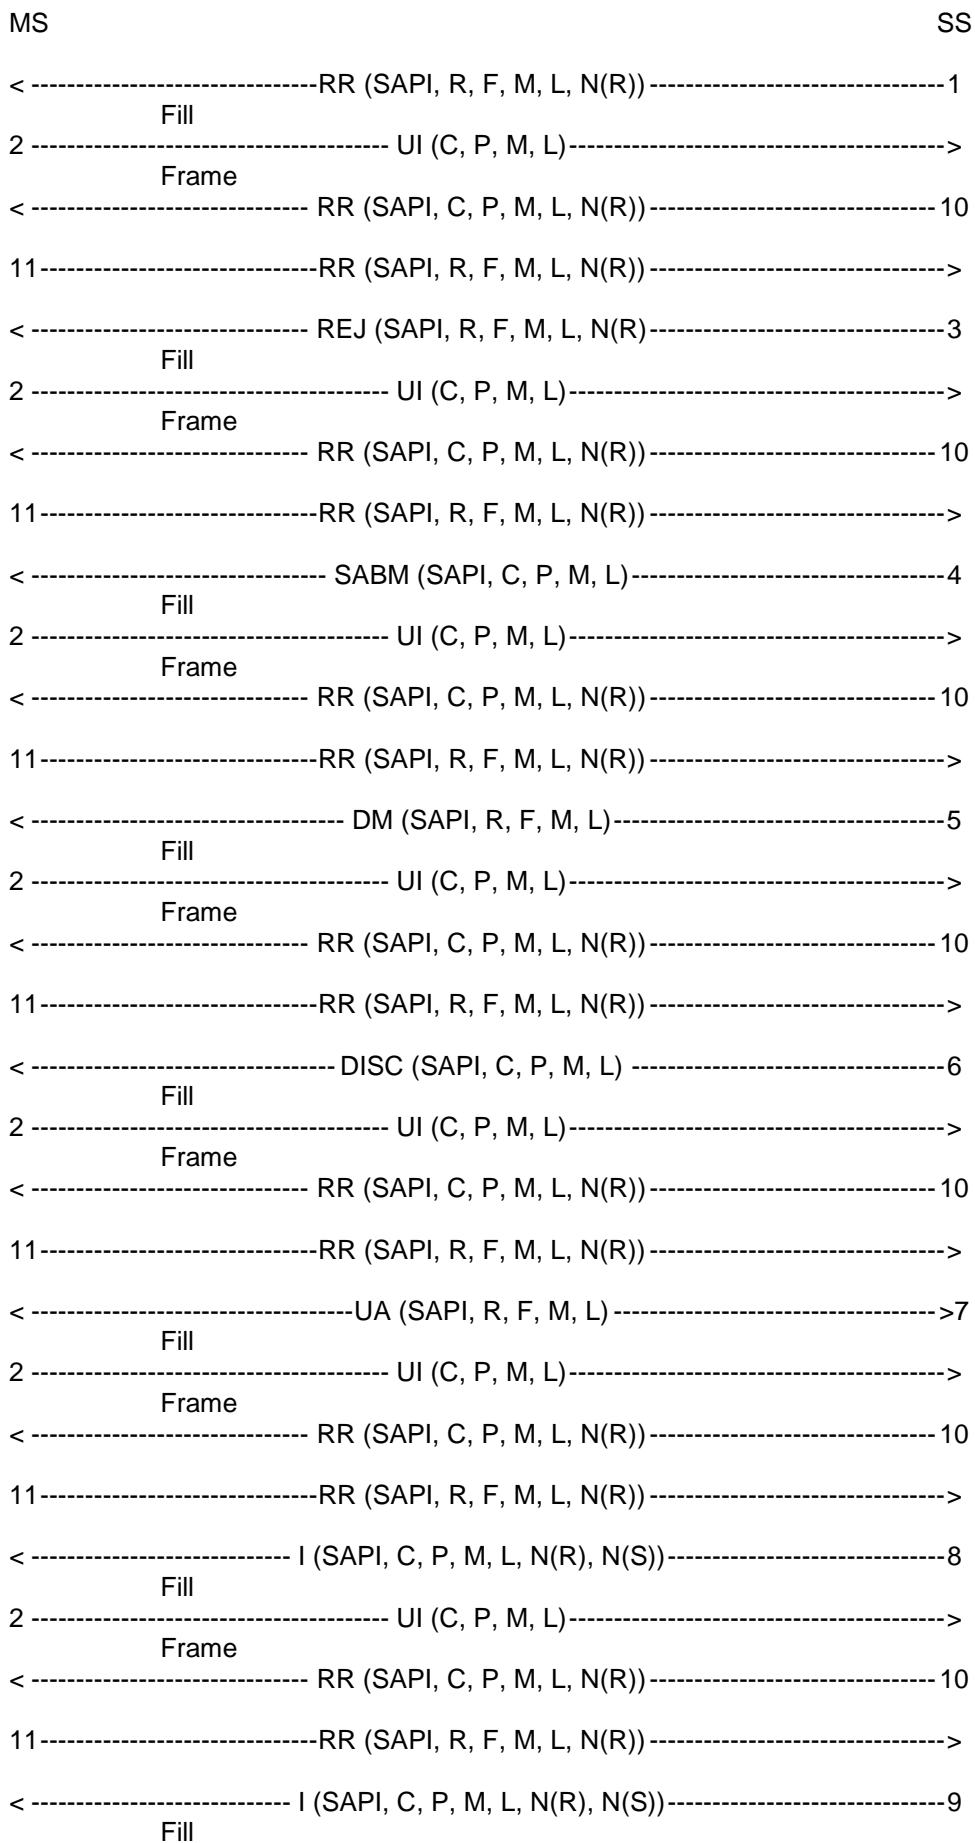 MS SS
< --------------------------------RR (SAPI, R, F, M, L, N(R)) ---------------------------------1
Fill
2 ---------------------------------------- UI (C, P, M, L)------------------------------------------>
Frame
< ------------------------------- RR (SAPI, C, P, M, L, N(R)) --------------------------------10
11-------------------------------RR (SAPI, R, F, M, L, N(R)) --------------------------------->
< ------------------------------- REJ (SAPI, R, F, M, L, N(R)---------------------------------3
Fill
2 ---------------------------------------- UI (C, P, M, L)------------------------------------------>
Frame
< ------------------------------- RR (SAPI, C, P, M, L, N(R)) --------------------------------10
11-------------------------------RR (SAPI, R, F, M, L, N(R)) --------------------------------->
< --------------------------------- SABM (SAPI, C, P, M, L)-----------------------------------4
Fill
2 ---------------------------------------- UI (C, P, M, L)------------------------------------------>
Frame
< ------------------------------- RR (SAPI, C, P, M, L, N(R)) --------------------------------10
11-------------------------------RR (SAPI, R, F, M, L, N(R)) --------------------------------->
< ----------------------------------- DM (SAPI, R, F, M, L)-------------------------------------5
Fill
2 ---------------------------------------- UI (C, P, M, L)------------------------------------------>
Frame
< ------------------------------- RR (SAPI, C, P, M, L, N(R)) --------------------------------10
11-------------------------------RR (SAPI, R, F, M, L, N(R)) --------------------------------->
< ----------------------------------DISC (SAPI, C, P, M, L) -----------------------------------6
Fill
2 ---------------------------------------- UI (C, P, M, L)------------------------------------------>
Frame
< ------------------------------- RR (SAPI, C, P, M, L, N(R)) --------------------------------10
11-------------------------------RR (SAPI, R, F, M, L, N(R)) --------------------------------->
< ------------------------------------UA (SAPI, R, F, M, L) ------------------------------------>7
Fill
2 ---------------------------------------- UI (C, P, M, L)------------------------------------------>
Frame
< ------------------------------- RR (SAPI, C, P, M, L, N(R)) --------------------------------10
11-------------------------------RR (SAPI, R, F, M, L, N(R)) --------------------------------->
< ----------------------------- I (SAPI, C, P, M, L, N(R), N(S))-------------------------------8
Fill
2 ---------------------------------------- UI (C, P, M, L)------------------------------------------>
Frame
< ------------------------------- RR (SAPI, C, P, M, L, N(R)) --------------------------------10
11-------------------------------RR (SAPI, R, F, M, L, N(R)) --------------------------------->
< ----------------------------- I (SAPI, C, P, M, L, N(R), N(S))-------------------------------9
Fill